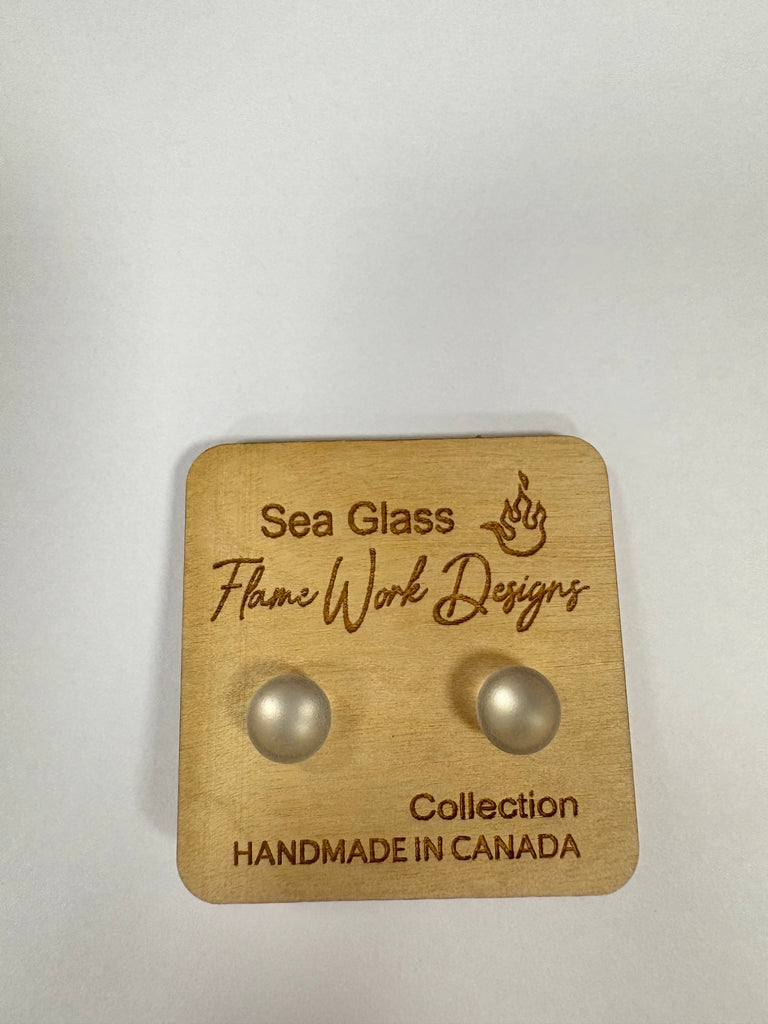 Sea Glass
Flame Work Designs
Collection
HANDMADE IN CANADA